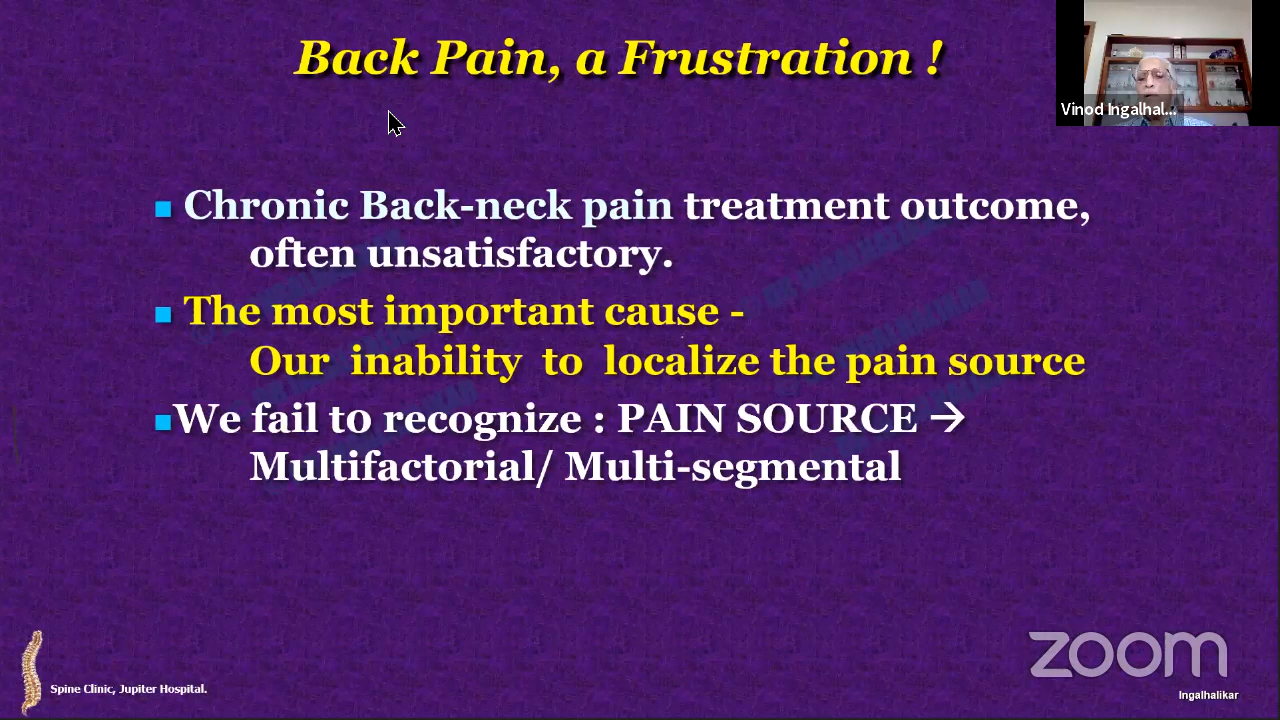 Back Pain, a Frustration !
Vinod Ingalhal...
Chronic Back-neck pain treatment outcome,
often unsatisfactory.
The most important cause -
Our inability to localize the pain source
We fail to recognize : PAIN SOURCE →
Multifactorial/ Multi-segmental
zoom
Spine Clinic, Jupiter Hospital.
Ingalhalikar